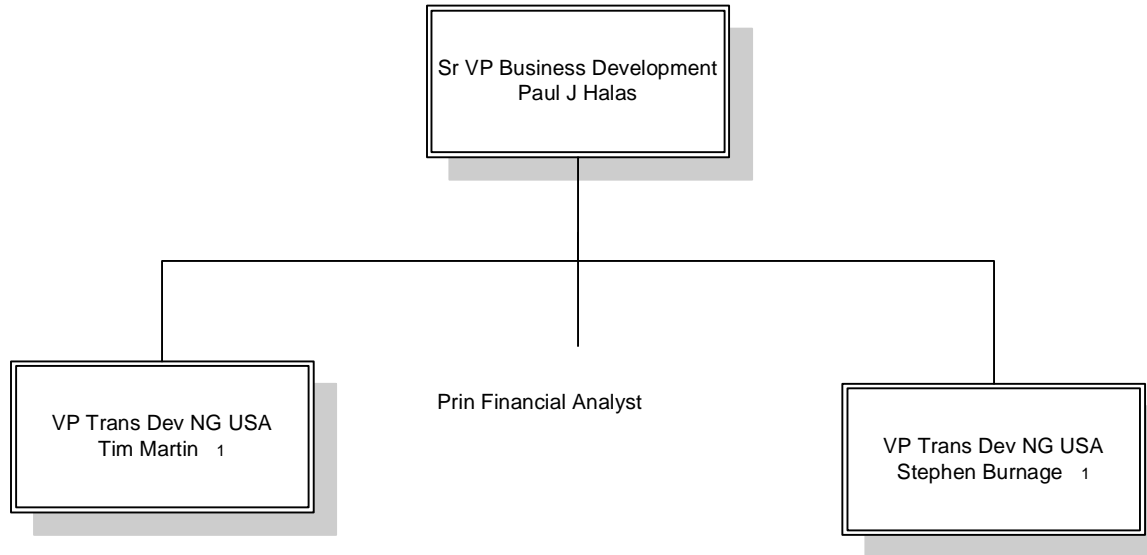 Sr VP Business Development
Paul J Halas
VP Trans Dev NG USA
Tim Martin 1
Prin Financial Analyst
VP Trans Dev NG USA
Stephen Burnage 1